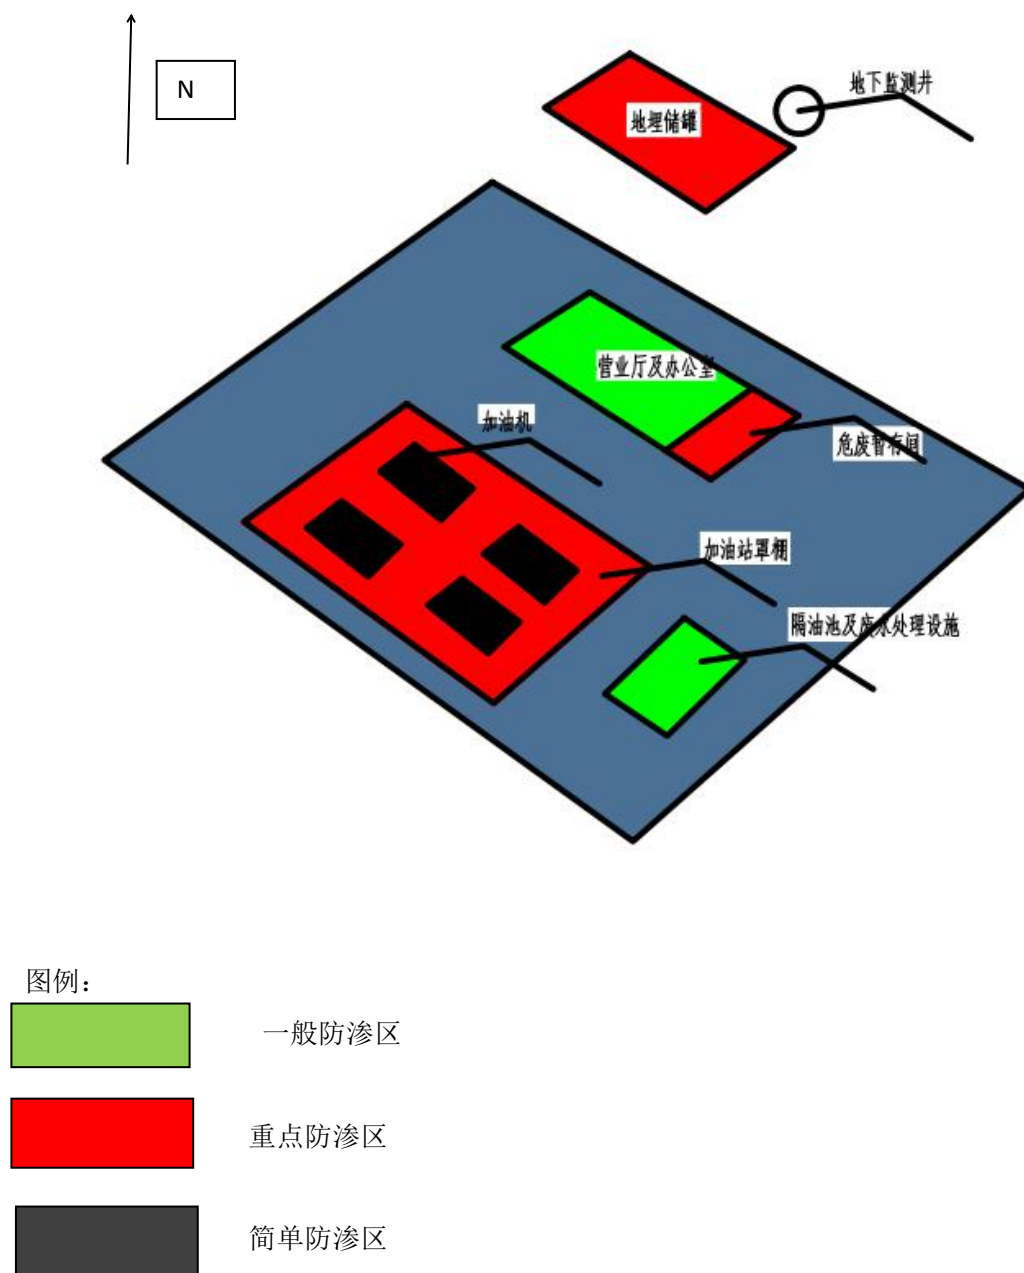 N
地下监测井
地埋储罐
营业厅及办公室
加油机
危废暂存间
加油站罩棚
隔油池及废水处理设施
图例：
一般防渗区
重点防渗区
简单防渗区